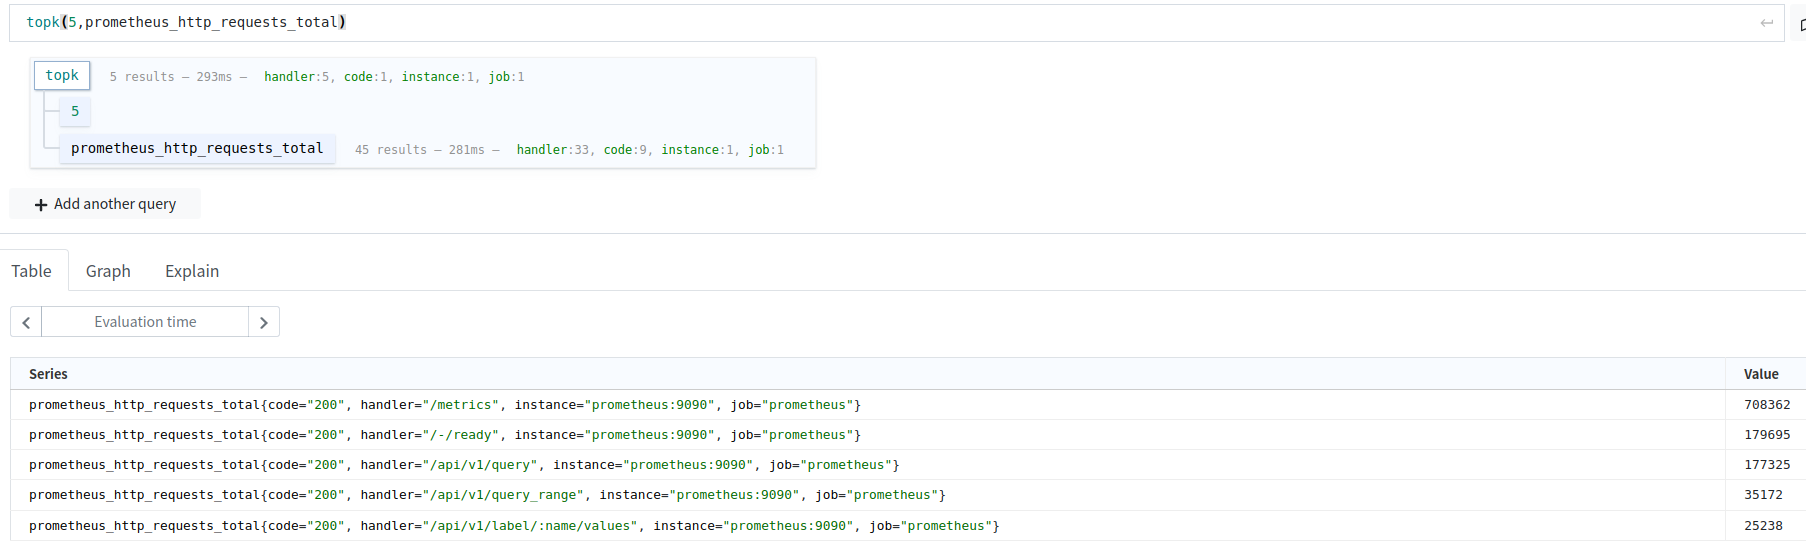 topk(5,prometheus_http_requests_total)
topk 5 results – 293ms – handler:5, code:1, instance:1, job:1
5
prometheus_http_requests_total 45 results – 281ms – handler:33, code:9, instance:1, job:1
Add another query
Table Graph Explain
Evaluation time
Series Value
prometheus_http_requests_total{code="200", handler="/metrics", instance="prometheus:9090", job="prometheus"} 708362
prometheus_http_requests_total{code="200", handler="/-/ready", instance="prometheus:9090", job="prometheus"} 179695
prometheus_http_requests_total{code="200", handler="/api/v1/query", instance="prometheus:9090", job="prometheus"} 177325
prometheus_http_requests_total{code="200", handler="/api/v1/query_range", instance="prometheus:9090", job="prometheus"} 35172
prometheus_http_requests_total{code="200", handler="/api/v1/label/:name/values", instance="prometheus:9090", job="prometheus"} 25238